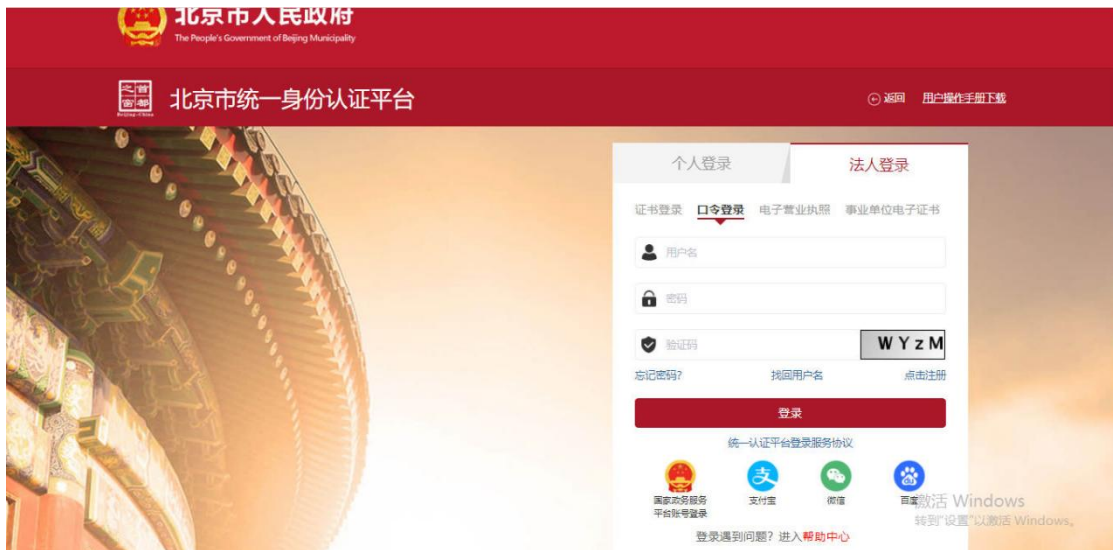 北京市人民政府
The People's Government of Beijing Municipality
首都之窗
Beijing-China
北京市统一身份认证平台
返回 用户操作手册下载
个人登录 法人登录
证书登录 口令登录 电子营业执照 事业单位电子证书
用户名
密码
验证码 WYzM
忘记密码? 找回用户名 点击注册
登录
统一认证平台登录服务协议
国家政务服务
平台账号登录
支付宝 微信 百度
激活 Windows
转到"设置"以激活 Windows。
登录遇到问题? 进入帮助中心